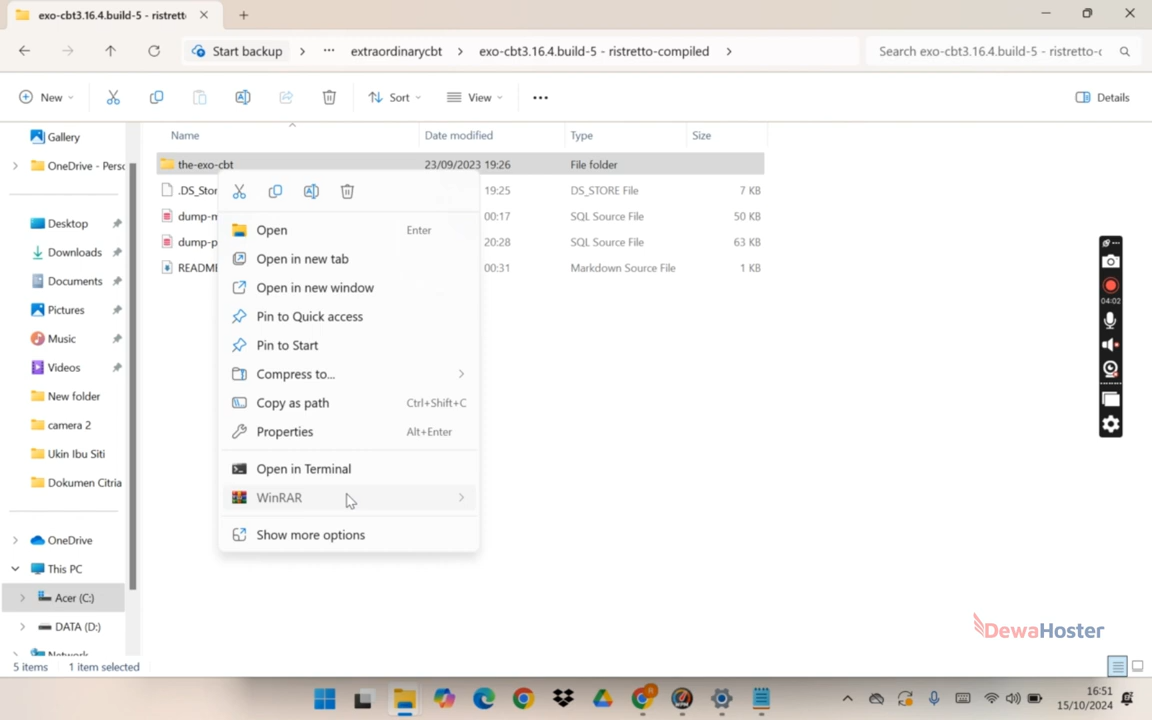 exo-cbt3.16.4.build-5 - ristrett
Start backup
extraordinarycbt
exo-cbt3.16.4.build-5 - ristretto-compiled
Search exo-cbt3.16.4.build-5 - ristretto-c
New
Sort
View
Details
Gallery
OneDrive - Perso
Desktop
Downloads
Documents
Pictures
Music
Videos
New folder
camera 2
Ukin Ibu Siti
Dokumen Citria
OneDrive
This PC
Acer (C:)
DATA (D:)
Network
Name Date modified Type Size
the-exo-cbt 23/09/2023 19:26 File folder
.DS_Stor 19:25 DS_STORE File 7 KB
dump-m 00:17 SQL Source File 50 KB
dump-p 20:28 SQL Source File 63 KB
README 00:31 Markdown Source File 1 KB
Open Enter
Open in new tab
Open in new window
Pin to Quick access
Pin to Start
Compress to...
Copy as path Ctrl+Shift+C
Properties Alt+Enter
Open in Terminal
WinRAR
Show more options
04:02
DewaHoster
5 items 1 item selected
16:51
15/10/2024